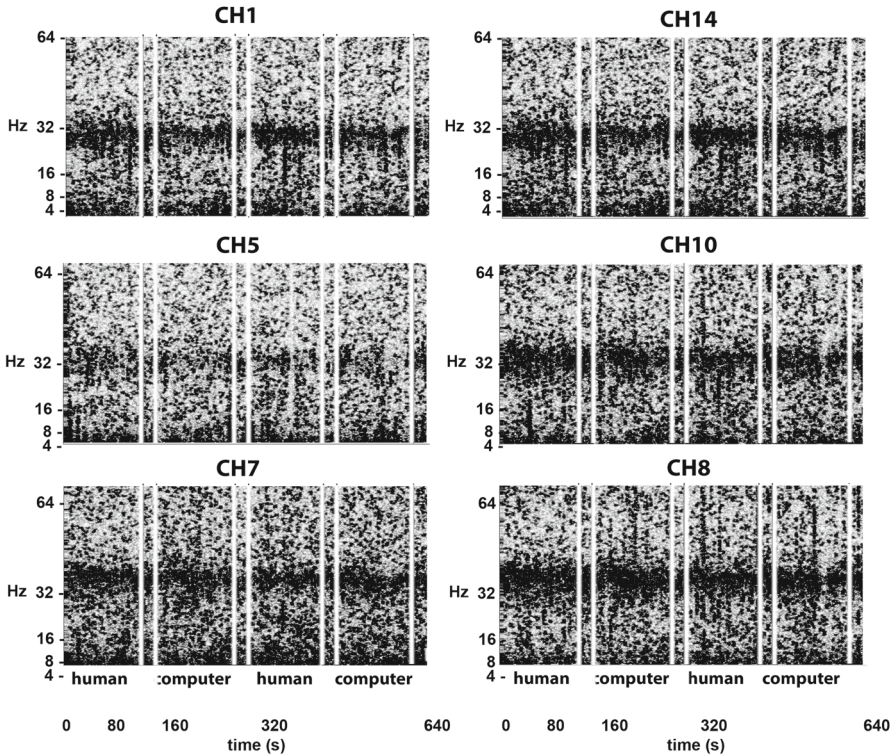 CH1 CH14
64 - 64 -
Hz 32 - Hz 32 -
16 - 16 -
8 - 8 -
4 - 4 -
CH5 CH10
64 - 64 -
Hz 32 - Hz 32 -
16 - 16 -
8 - 8 -
4 - 4 -
CH7 CH8
64 - 64 -
Hz 32 - Hz 32 -
16 - 16 -
8 - 8 -
4 - 4 -
human computer human computer human computer human computer
0 80 160 320 640 0 80 160 320 640
time (s) time (s)